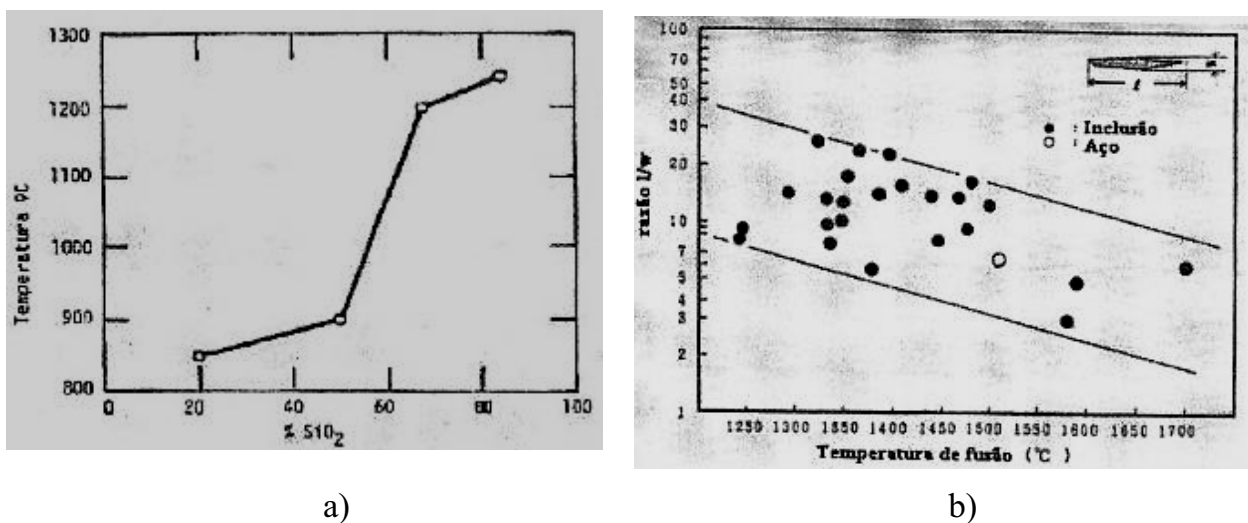 1300
1200
1100
1000
900
800
Temperatura ºC
0 20 40 60 80 100
% SiO2
a)
100
70
50
40
30
20
10
7
5
4
3
2
1
razão l/w
l
● : Inclusão
○ : Aço
1250 1300 1350 1400 1450 1500 1550 1600 1650 1700
Temperatura de fusão (℃)
b)